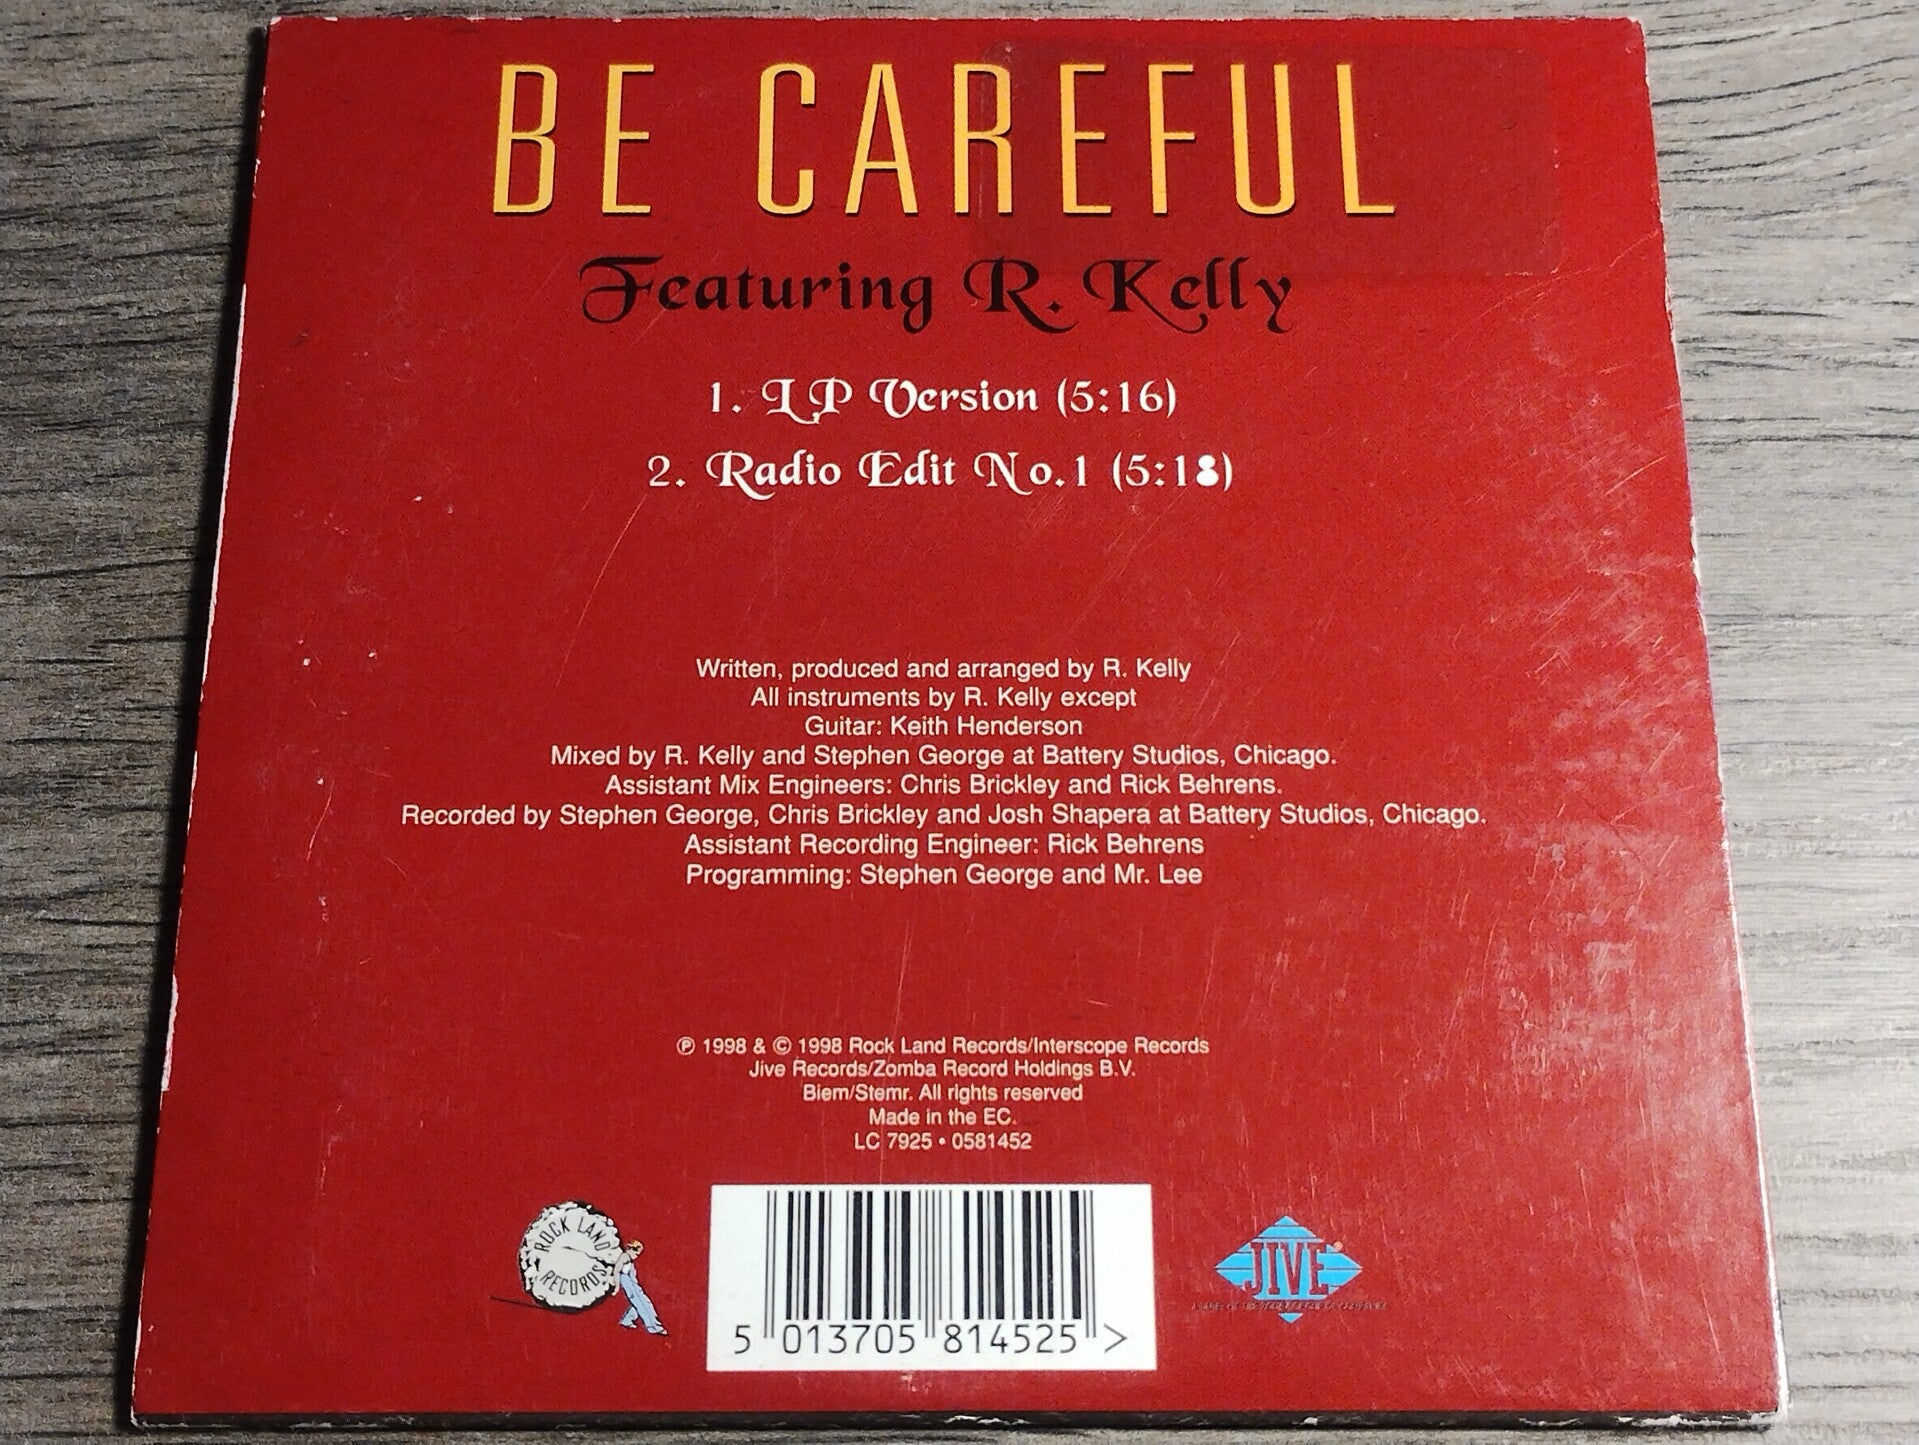 BE CAREFUL
Featuring R. Kelly
1. LP Version (5:16)
2. Radio Edit No.1 (5:18)
Written, produced and arranged by R. Kelly
All instruments by R. Kelly except
Guitar: Keith Henderson
Mixed by R. Kelly and Stephen George at Battery Studios, Chicago.
Assistant Mix Engineers: Chris Brickley and Rick Behrens.
Recorded by Stephen George, Chris Brickley and Josh Shapera at Battery Studios, Chicago.
Assistant Recording Engineer: Rick Behrens
Programming: Stephen George and Mr. Lee
℗ 1998 & © 1998 Rock Land Records/Interscope Records
Jive Records/Zomba Record Holdings B.V.
Biem/Stemr. All rights reserved
Made in the EC.
LC 7925 • 0581452
ROCK LAND
RECORDS
JIVE
5 013705 814525 >